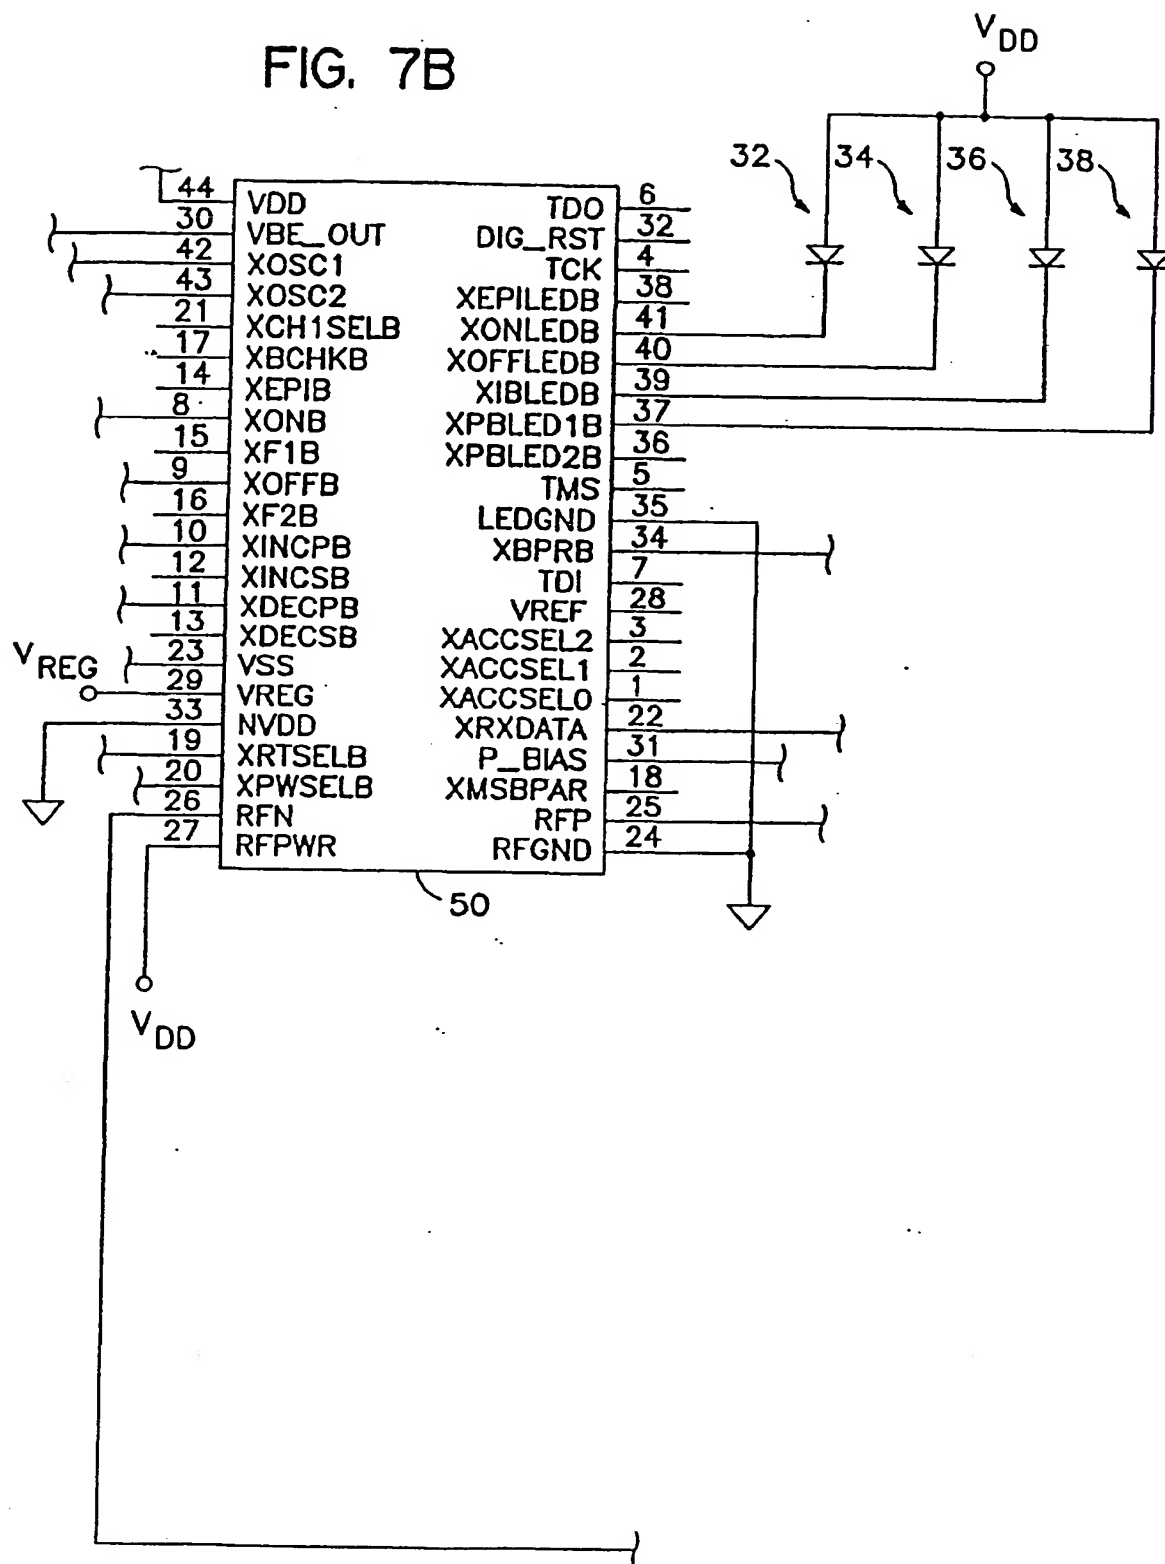 FIG. 7B
VDD
32 34 36 38
44 VDD TDO 6
30 VBE_OUT DIG_RST 32
42 XOSC1 TCK 4
43 XOSC2 XEPILEDB 38
21 XCH1SELB XONLEDB 41
17 XBCHKB XOFFLEDB 40
14 XEPIB XIBLEDB 39
8 XONB XPBLED1B 37
15 XF1B XPBLED2B 36
9 XOFFB TMS 5
16 XF2B LEDGND 35
10 XINCPB XBPRB 34
12 XINCSB TDI 7
11 XDECPB VREF 28
13 XDECSB XACCSEL2 3
23 VSS XACCSEL1 2
VREG 29 VREG XACCSEL0 1
33 NVDD XRXDATA 22
19 XRTSELB P_BIAS 31
20 XPWSELB XMSBPAR 18
26 RFN RFP 25
27 RFPWR RFGND 24
50
VDD